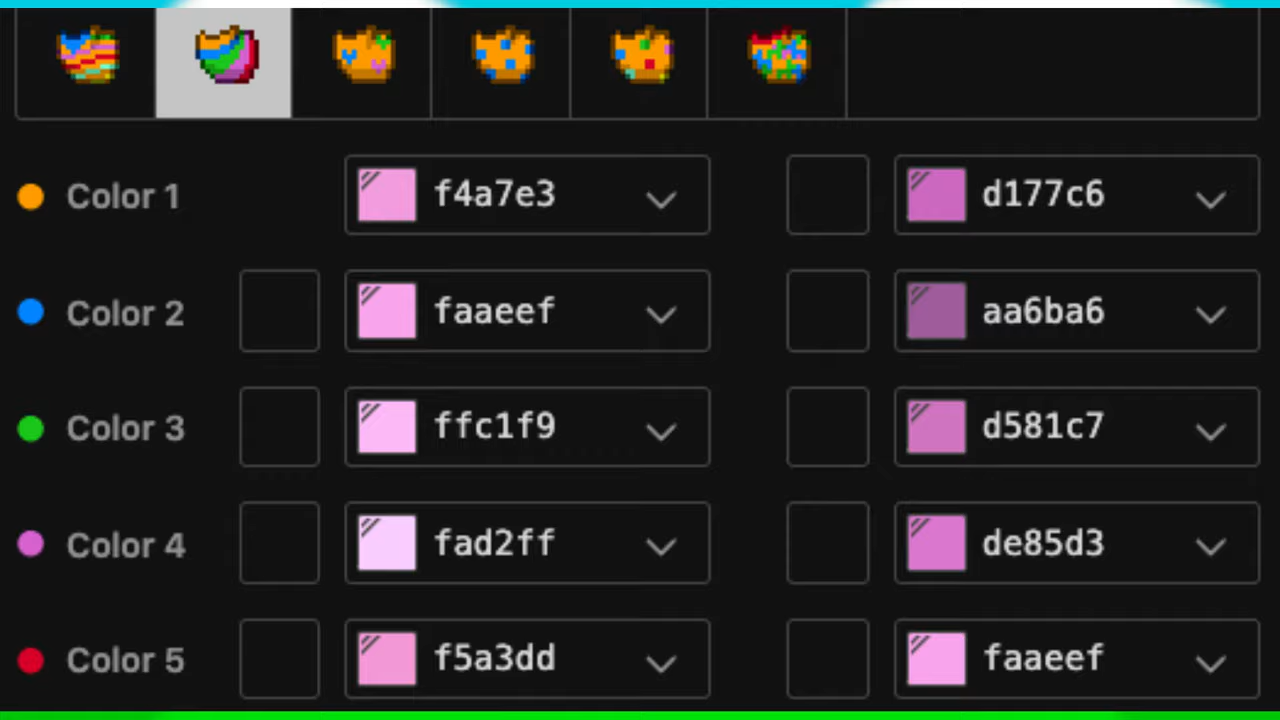 Color 1 f4a7e3 d177c6
Color 2 faaeef aa6ba6
Color 3 ffc1f9 d581c7
Color 4 fad2ff de85d3
Color 5 f5a3dd faaeef